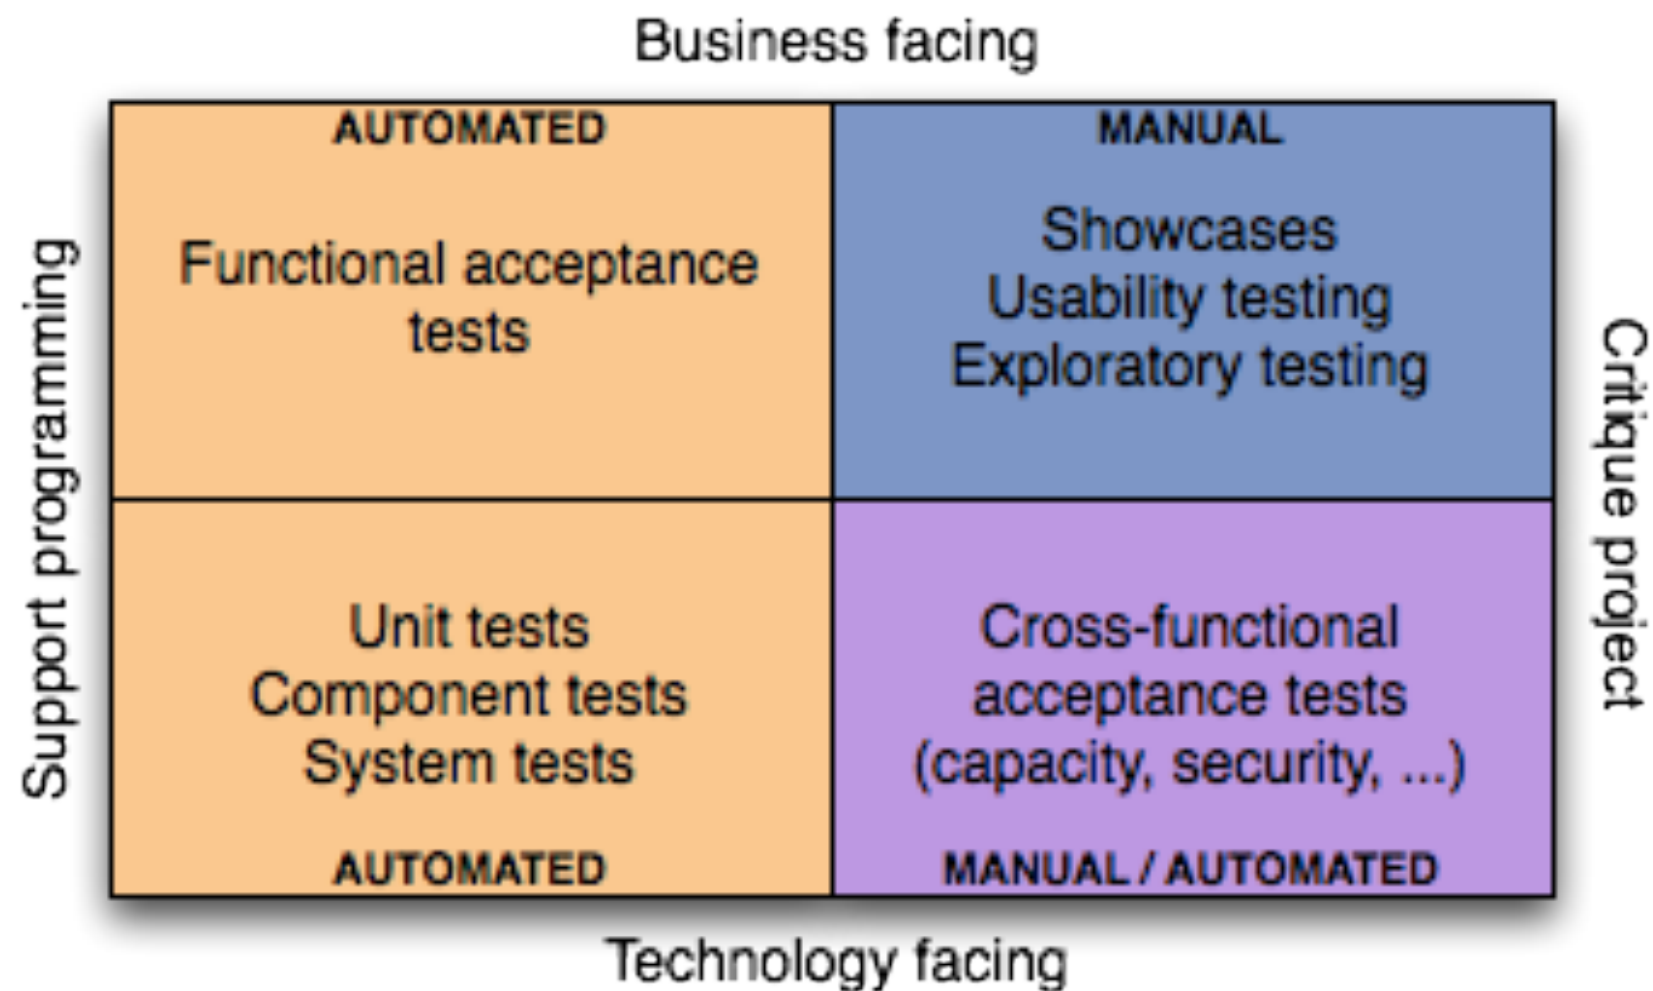 Business facing
AUTOMATED
Functional acceptance
tests
MANUAL
Showcases
Usability testing
Exploratory testing
Support programming
Critique project
Unit tests
Component tests
System tests
AUTOMATED
Cross-functional
acceptance tests
(capacity, security, ...)
MANUAL / AUTOMATED
Technology facing